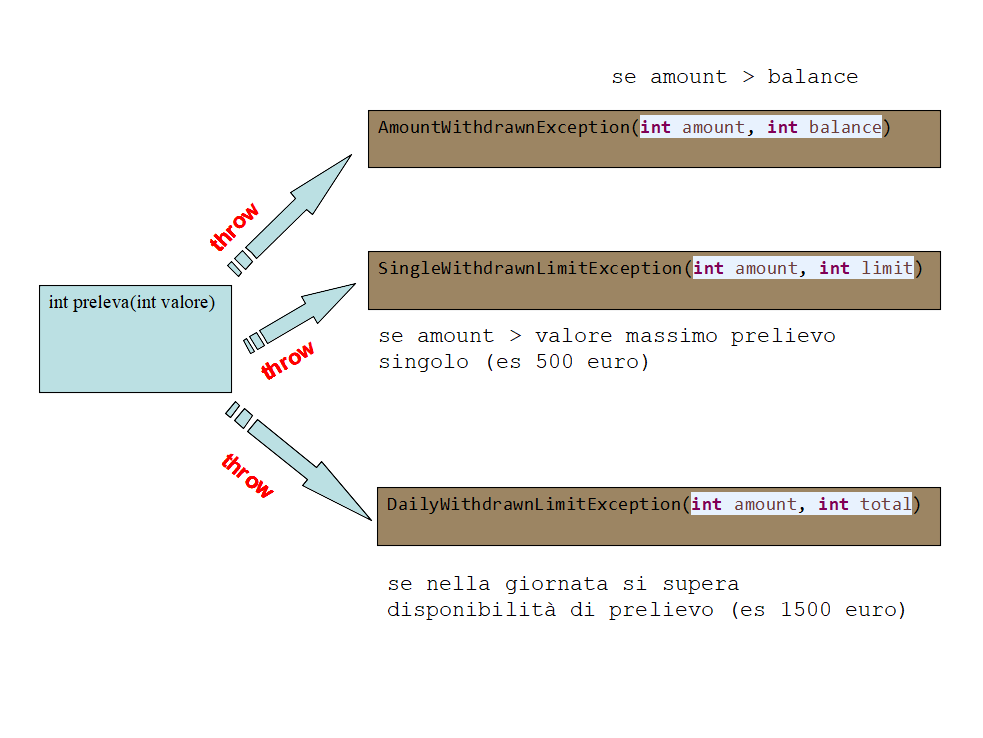 se amount > balance
AmountWithdrawnException(int amount, int balance)
throw
SingleWithdrawnLimitException(int amount, int limit)
int preleva(int valore)
throw
se amount > valore massimo prelievo
singolo (es 500 euro)
throw
DailyWithdrawnLimitException(int amount, int total)
se nella giornata si supera
disponibilità di prelievo (es 1500 euro)